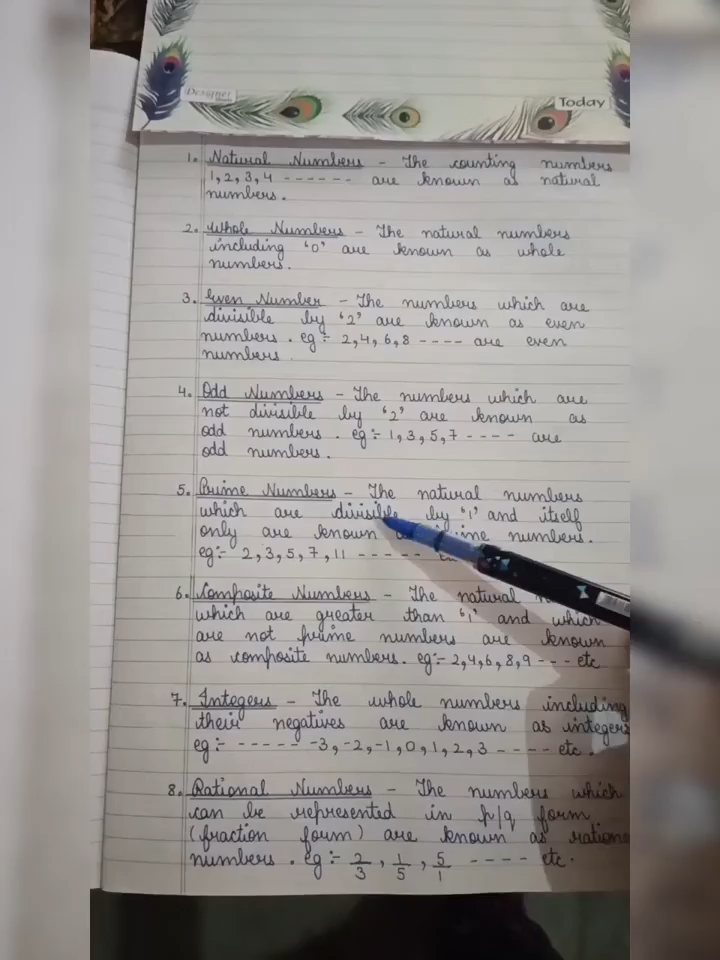 Designer
Today
1. Natural Numbers - The counting numbers
1, 2, 3, 4 ------ are known as natural
numbers.
2. Whole Numbers - The natural numbers
including '0' are known as whole
numbers.
3. Even Number - The numbers which are
divisible by '2' are known as even
numbers. eg:- 2, 4, 6, 8 ---- are even
numbers
4. Odd Numbers - The numbers which are
not divisible by '2' are known as
odd numbers. eg:- 1, 3, 5, 7 ---- are
odd numbers.
5. Prime Numbers - The natural numbers
which are divisible by '1' and itself
only are known numbers.
eg:- 2, 3, 5, 7, 11 -----
6. Composite Numbers - The natural
which are greater than '1' and which
are not prime numbers are known
as composite numbers. eg:- 2, 4, 6, 8, 9 --- etc
7. Integers - The whole numbers including
their negatives are known as integers
eg:- ----- -3, -2, -1, 0, 1, 2, 3 ---- etc.
8. Rational Numbers - The numbers which
can be represented in p/q form
(fraction form) are known as ration
numbers. eg:- 2/3, 1/5, 5/1 ---- etc.